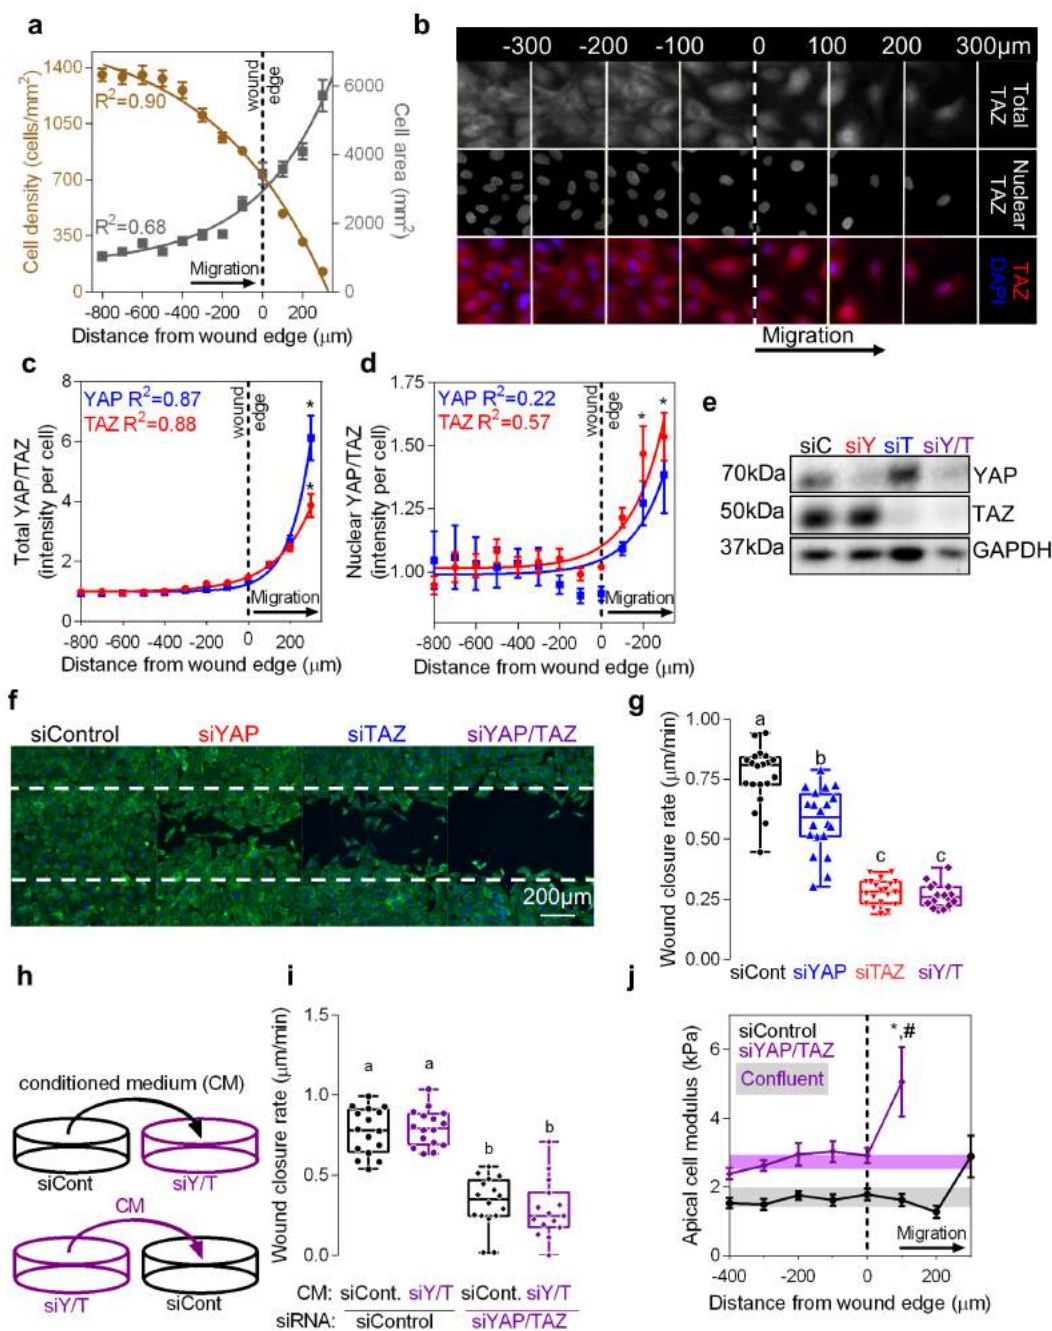 a
1400
1050
700
350
0
Cell density (cells/mm²)
R²=0.90
R²=0.68
wound edge
Migration
6000
4000
2000
0
Cell area (mm²)
-800 -600 -400 -200 0 200
Distance from wound edge (μm)
b
-300 -200 -100 0 100 200 300μm
Total TAZ
Nuclear TAZ
TAZ
DAPI
Migration
c
8
6
4
2
0
Total YAP/TAZ
(intensity per cell)
YAP R²=0.87
TAZ R²=0.88
wound edge
*
*
Migration
-800 -600 -400 -200 0 200
Distance from wound edge (μm)
d
1.75
1.50
1.25
1.00
Nuclear YAP/TAZ
(intensity per cell)
YAP R²=0.22
TAZ R²=0.57
wound edge
* *
Migration
-800 -600 -400 -200 0 -200
Distance from wound edge (μm)
e
siC siY siT siY/T
70kDa YAP
50kDa TAZ
37kDa GAPDH
f
siControl siYAP siTAZ siYAP/TAZ
200μm
g
1.00
0.75
0.50
0.25
0.00
Wound closure rate (μm/min)
a
b
c c
siCont siYAP siTAZ siY/T
h
conditioned medium (CM)
siCont siY/T
CM
siY/T siCont
i
1.5
1.0
0.5
0.0
Wound closure rate (μm/min)
a a
b b
CM: siCont. siY/T siCont. siY/T
siRNA: siControl siYAP/TAZ
j
6
4
2
0
Apical cell modulus (kPa)
siControl
siYAP/TAZ
Confluent
*,#
Migration
-400 -200 0 200
Distance from wound edge (μm)